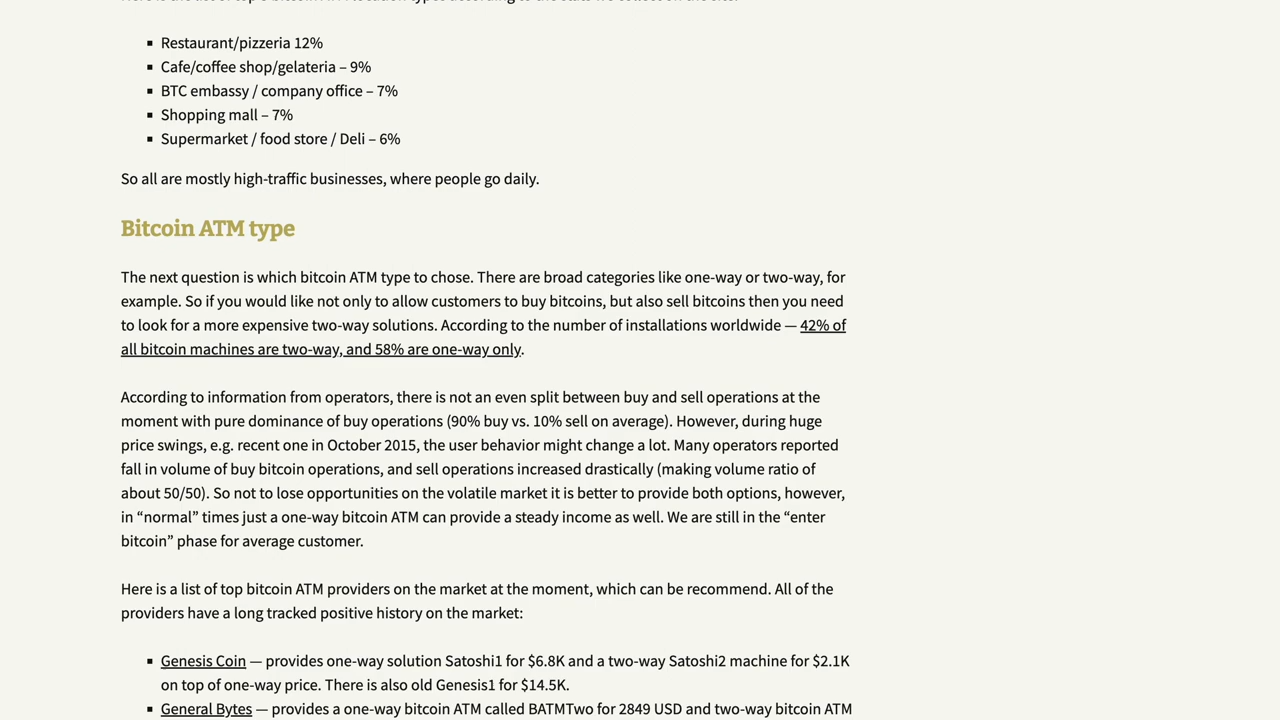 Restaurant/pizzeria 12%
Cafe/coffee shop/gelateria – 9%
BTC embassy / company office – 7%
Shopping mall – 7%
Supermarket / food store / Deli – 6%
So all are mostly high-traffic businesses, where people go daily.
Bitcoin ATM type
The next question is which bitcoin ATM type to chose. There are broad categories like one-way or two-way, for
example. So if you would like not only to allow customers to buy bitcoins, but also sell bitcoins then you need
to look for a more expensive two-way solutions. According to the number of installations worldwide — 42% of
all bitcoin machines are two-way, and 58% are one-way only.
According to information from operators, there is not an even split between buy and sell operations at the
moment with pure dominance of buy operations (90% buy vs. 10% sell on average). However, during huge
price swings, e.g. recent one in October 2015, the user behavior might change a lot. Many operators reported
fall in volume of buy bitcoin operations, and sell operations increased drastically (making volume ratio of
about 50/50). So not to lose opportunities on the volatile market it is better to provide both options, however,
in “normal” times just a one-way bitcoin ATM can provide a steady income as well. We are still in the “enter
bitcoin” phase for average customer.
Here is a list of top bitcoin ATM providers on the market at the moment, which can be recommend. All of the
providers have a long tracked positive history on the market:
Genesis Coin — provides one-way solution Satoshi1 for $6.8K and a two-way Satoshi2 machine for $2.1K
on top of one-way price. There is also old Genesis1 for $14.5K.
General Bytes — provides a one-way bitcoin ATM called BATMTwo for 2849 USD and two-way bitcoin ATM